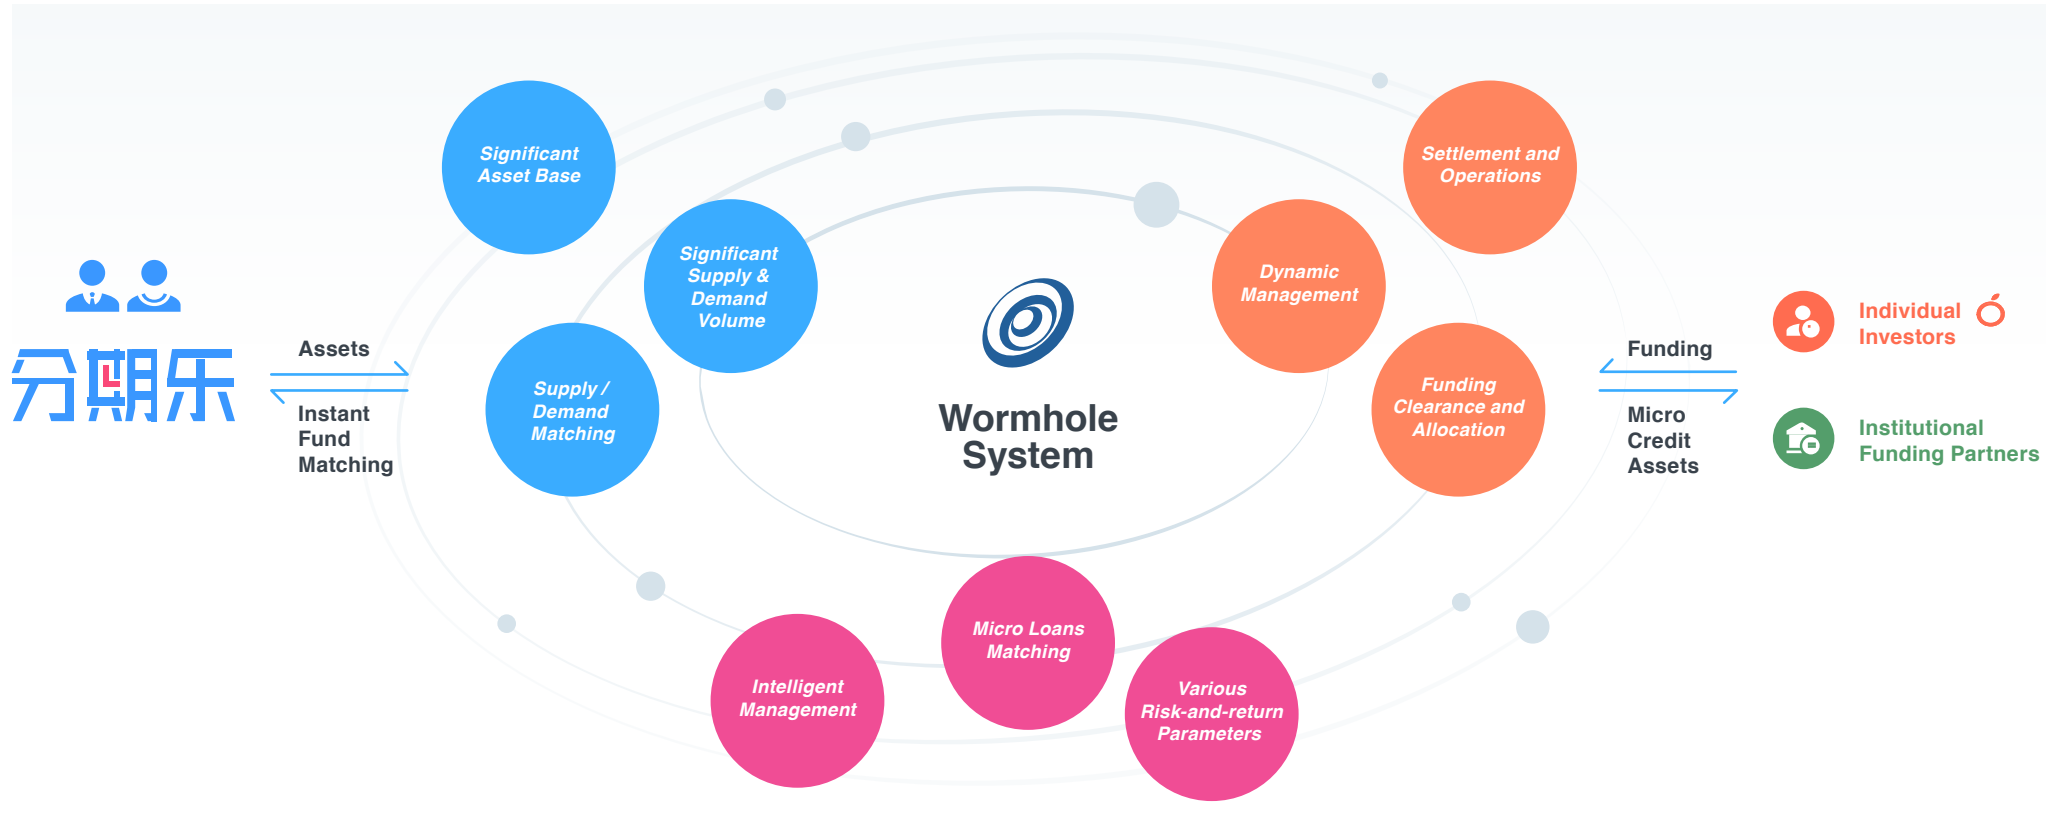 Significant
Asset Base
Settlement and
Operations
Significant
Supply &
Demand
Volume
Dynamic
Management
分期乐
Assets
Instant
Fund
Matching
Supply /
Demand
Matching
Wormhole
System
Funding
Clearance and
Allocation
Funding
Micro
Credit
Assets
Individual
Investors
Institutional
Funding Partners
Intelligent
Management
Micro Loans
Matching
Various
Risk-and-return
Parameters